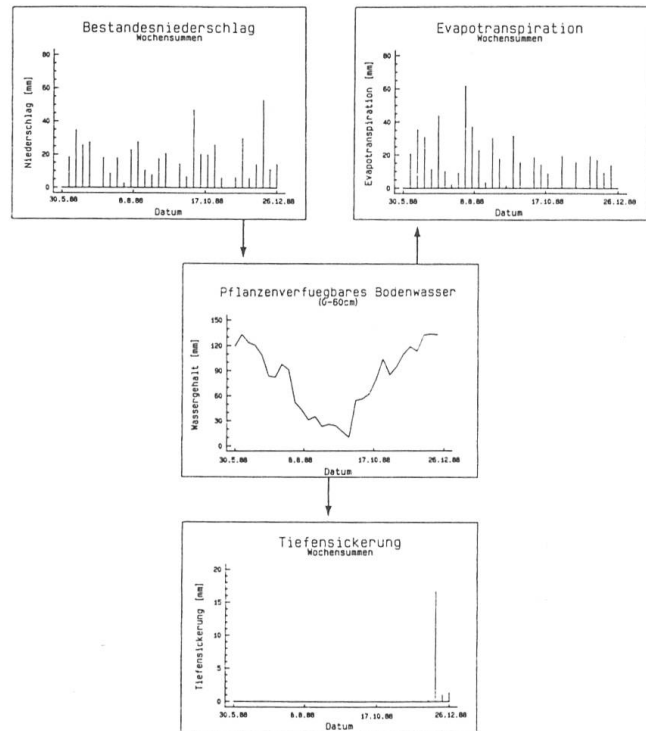 Bestandesniederschlag
Wochensummen
Niederschlag [mm]
80
60
40
20
0
30.5.88
8.8.88
17.10.88
26.12.88
Datum
Evapotranspiration
Wochensummen
Evapotranspiration [mm]
80
60
40
20
0
30.5.88
8.8.88
17.10.88
26.12.88
Datum
Pflanzenverfuegbares Bodenwasser
(0-60cm)
Wassergehalt [mm]
150
120
90
60
30
0
30.5.88
8.8.88
17.10.88
26.12.88
Datum
Tiefensickerung
Wochensummen
Tiefensickerung [mm]
20
15
10
5
0
30.5.88
8.8.88
17.10.88
26.12.88
Datum